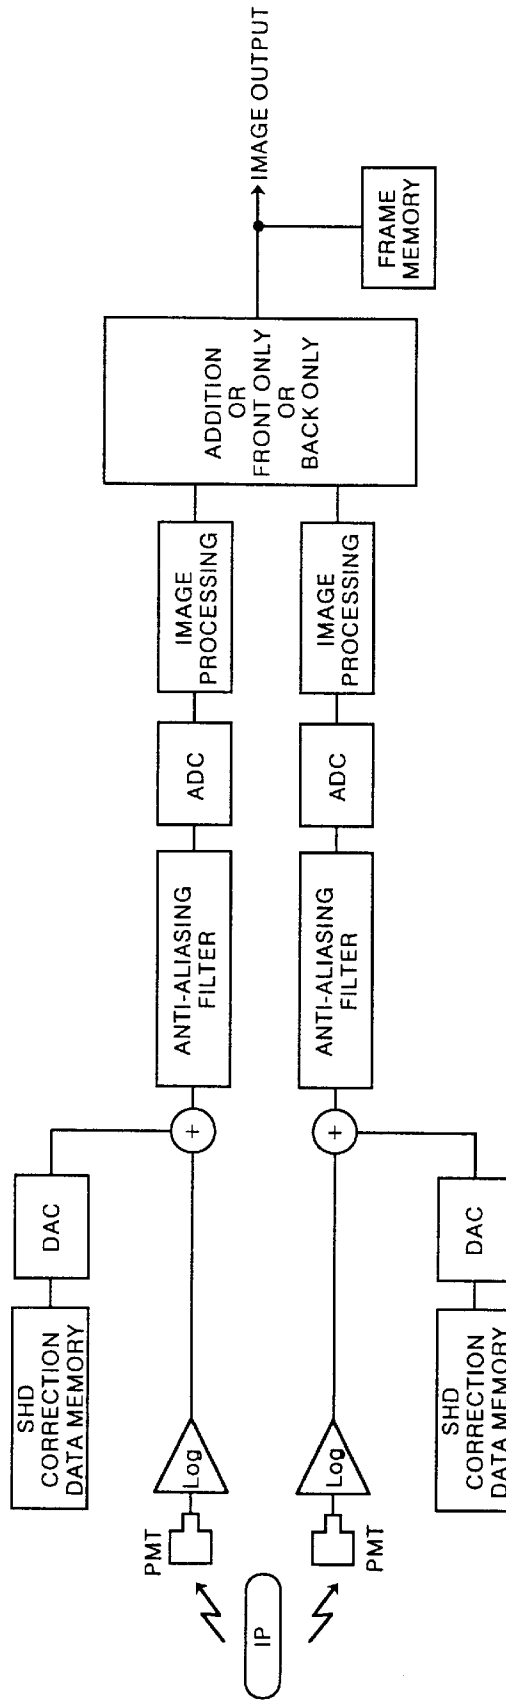 SHD
CORRECTION
DATA MEMORY
DAC
PMT
Log
+
ANTI-ALIASING
FILTER
ADC
IMAGE
PROCESSING
IP
PMT
Log
+
ANTI-ALIASING
FILTER
ADC
IMAGE
PROCESSING
SHD
CORRECTION
DATA MEMORY
DAC
ADDITION
OR
FRONT ONLY
OR
BACK ONLY
IMAGE OUTPUT
FRAME
MEMORY